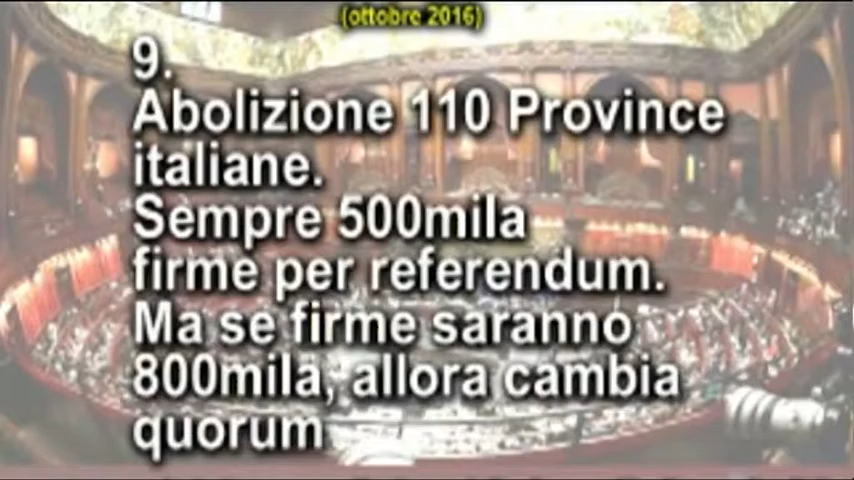 (ottobre 2016)
9.
Abolizione 110 Province
italiane.
Sempre 500mila
firme per referendum.
Ma se firme saranno
800mila, allora cambia
quorum